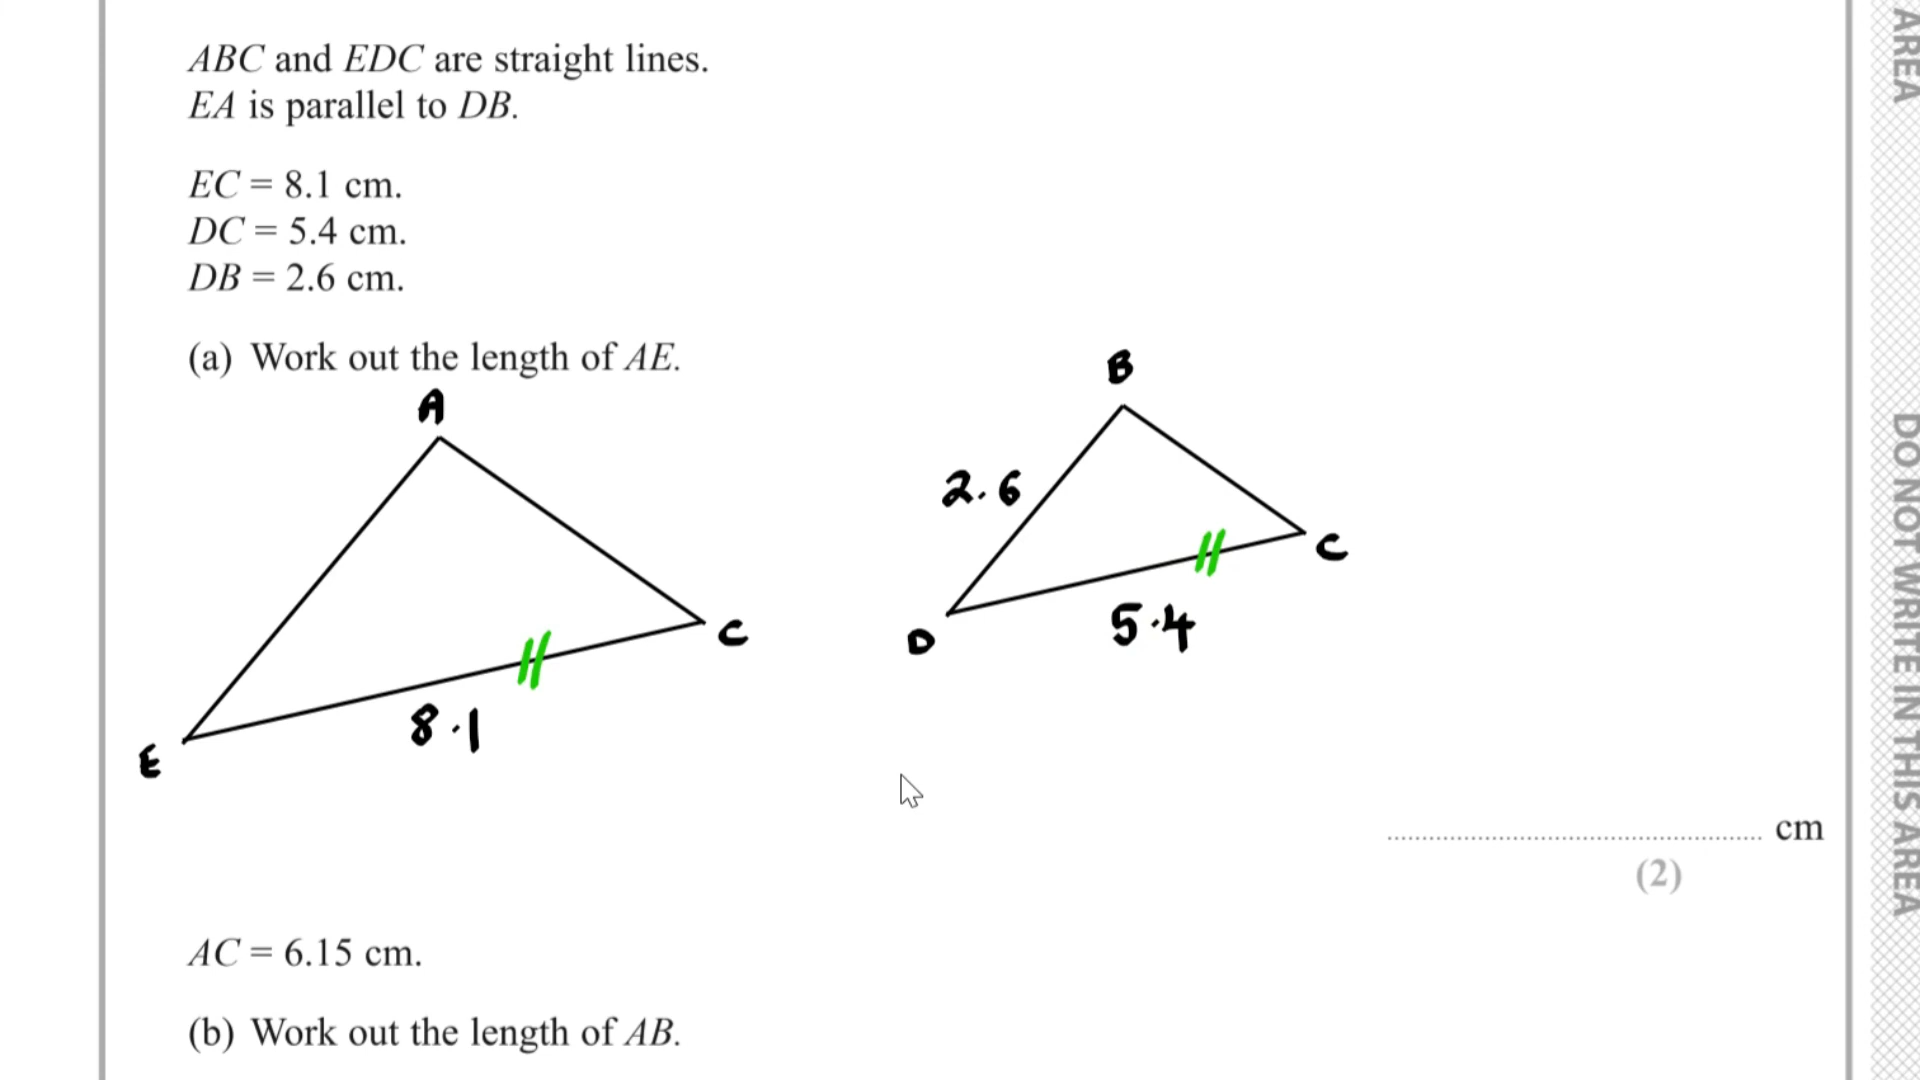 ABC and EDC are straight lines.
EA is parallel to DB.
EC = 8.1 cm.
DC = 5.4 cm.
DB = 2.6 cm.
(a) Work out the length of AE.
A
E
C
8.1
B
2.6
D
C
5.4
cm
(2)
AC = 6.15 cm.
(b) Work out the length of AB.
AREA
DO NOT WRITE IN THIS AREA